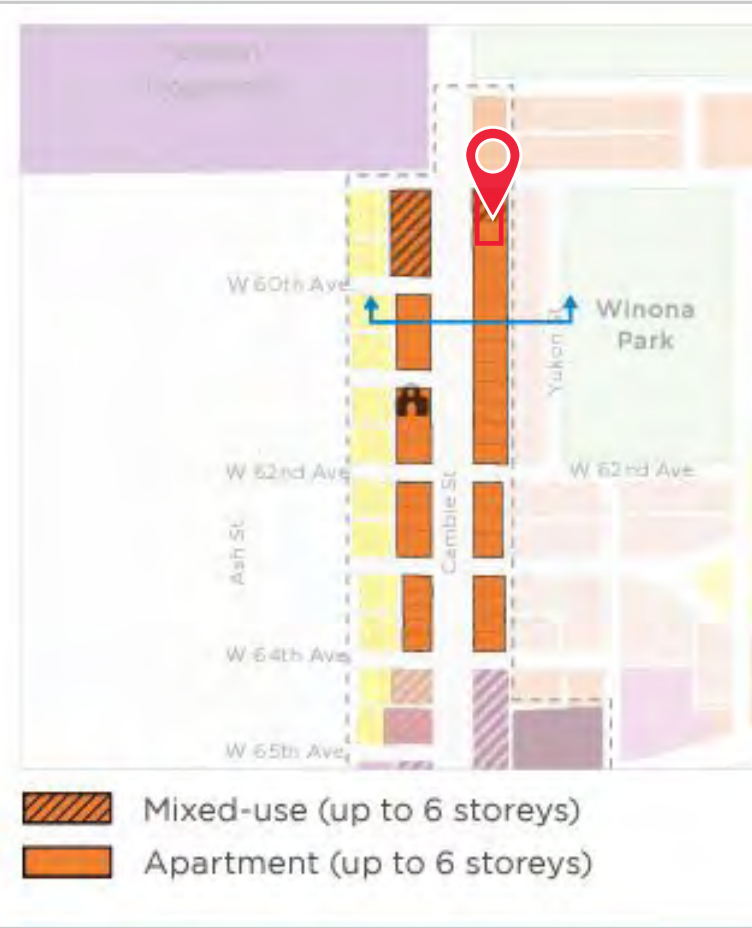 W 60th Ave
Winona
Park
Yukon St
W 62nd Ave
W 62nd Ave
Cambie St
Ash St
W 64th Ave
W 65th Ave
Mixed-use (up to 6 storeys)
Apartment (up to 6 storeys)